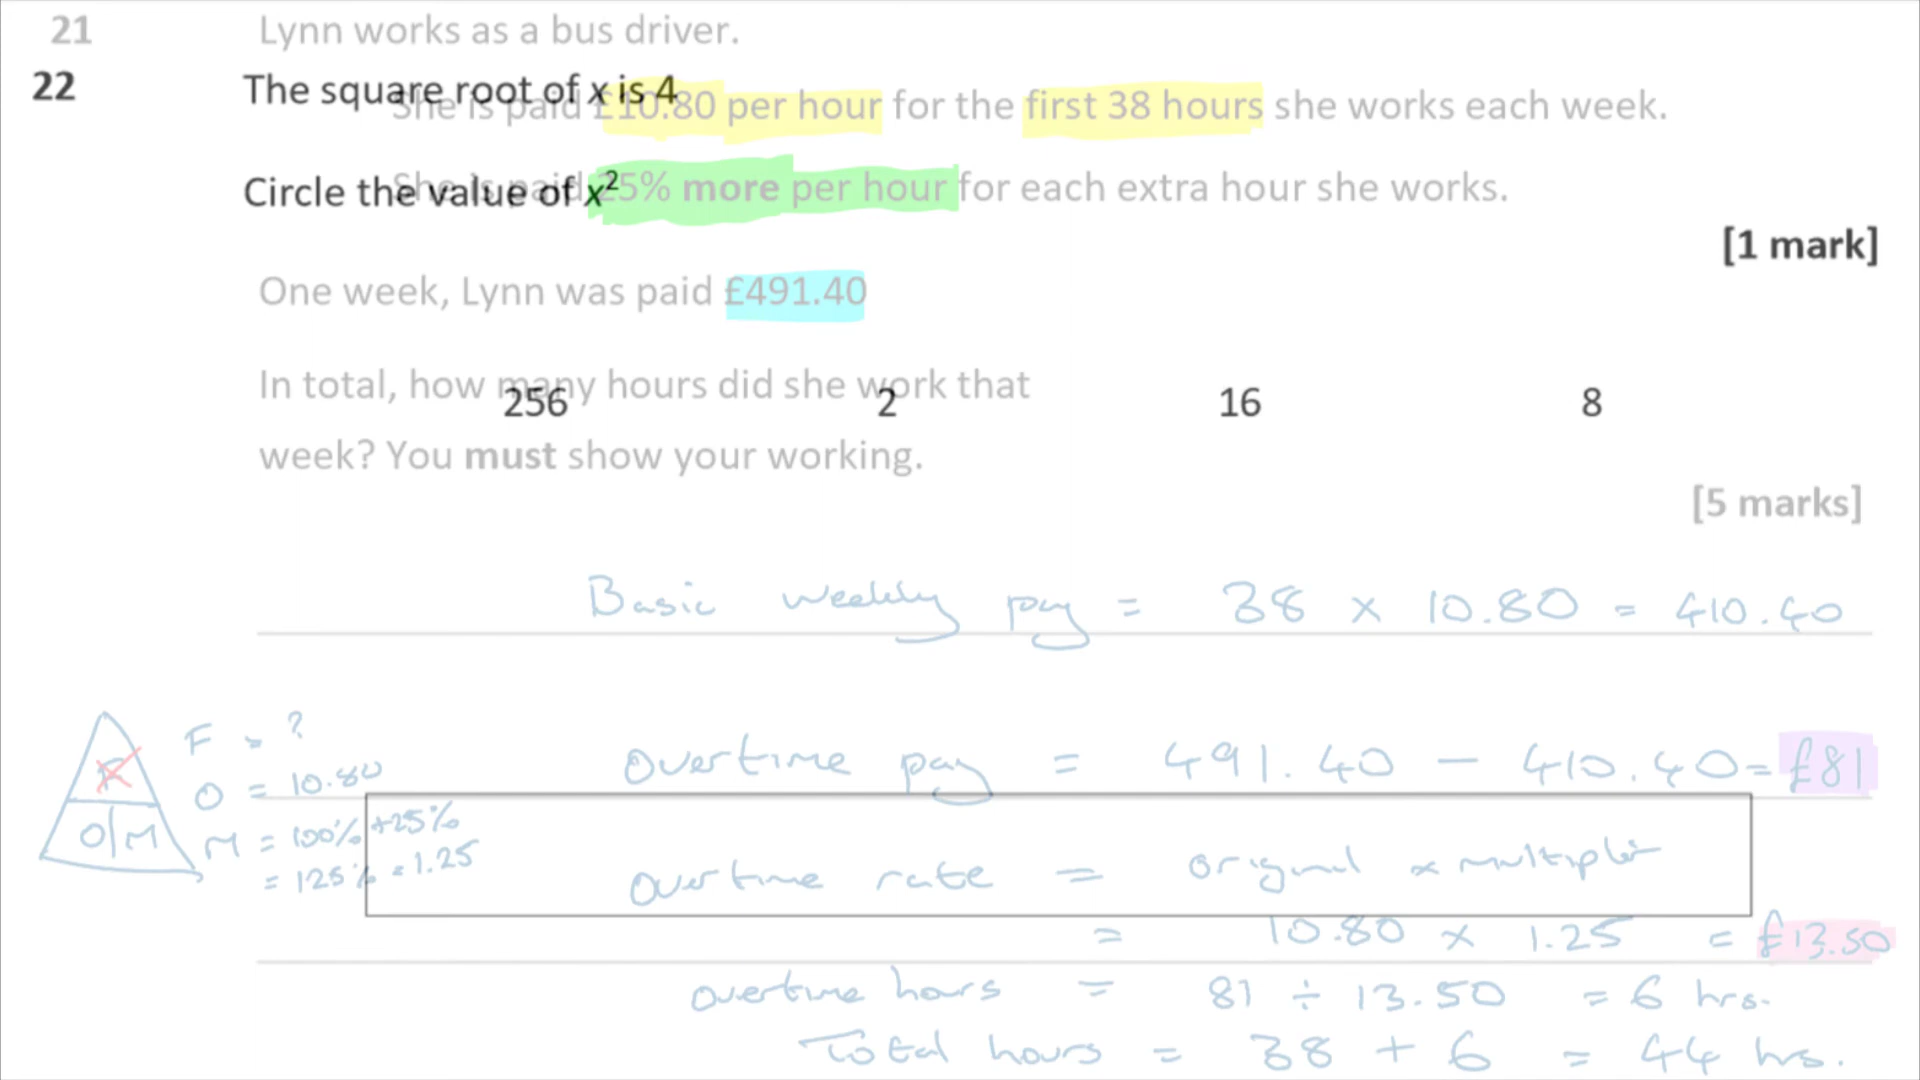 21 Lynn works as a bus driver.
22 The square root of x is 4
She is paid £10.80 per hour for the first 38 hours she works each week.
Circle the value of x²
She is paid 25% more per hour for each extra hour she works.
[1 mark]
One week, Lynn was paid £491.40
In total, how many hours did she work that
256 2 16 8
week? You must show your working.
[5 marks]
Basic weekly pay = 38 x 10.80 = 410.40
F = ?
O = 10.80
Overtime pay = 491.40 - 410.40 = £81
F
O M
M = 100% + 25%
= 125% = 1.25
overtime rate = original x multiplier
= 10.80 x 1.25 = £13.50
overtime hours = 81 ÷ 13.50 = 6 hrs.
Total hours = 38 + 6 = 44 hrs.